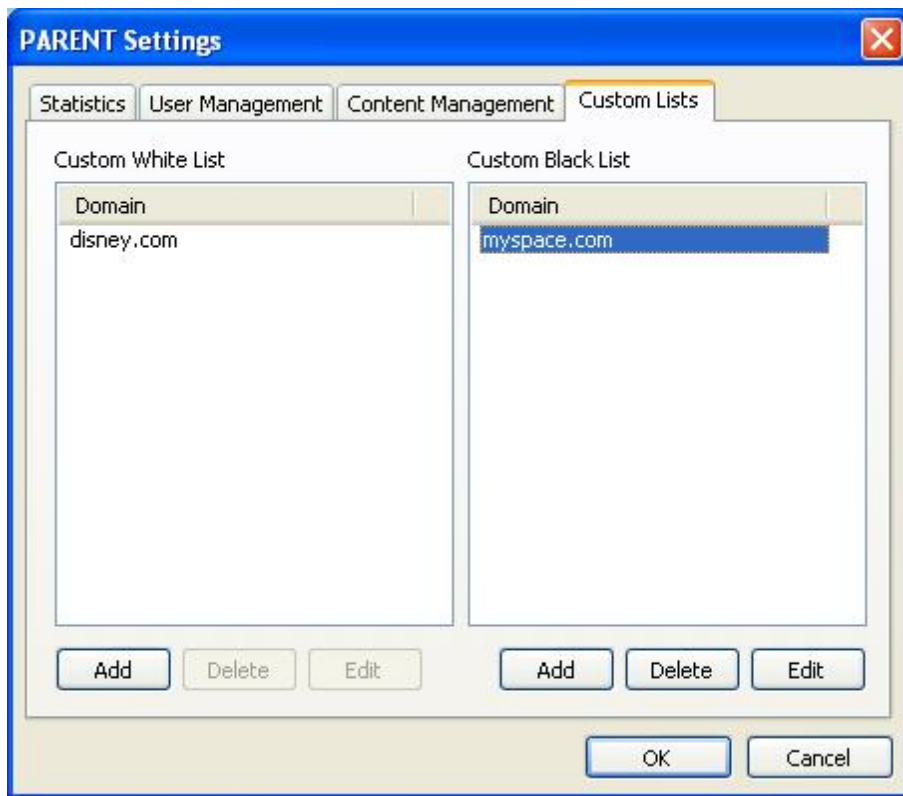 PARENT Settings
Statistics User Management Content Management Custom Lists
Custom White List Custom Black List
Domain Domain
disney.com myspace.com
Add Delete Edit Add Delete Edit
OK Cancel